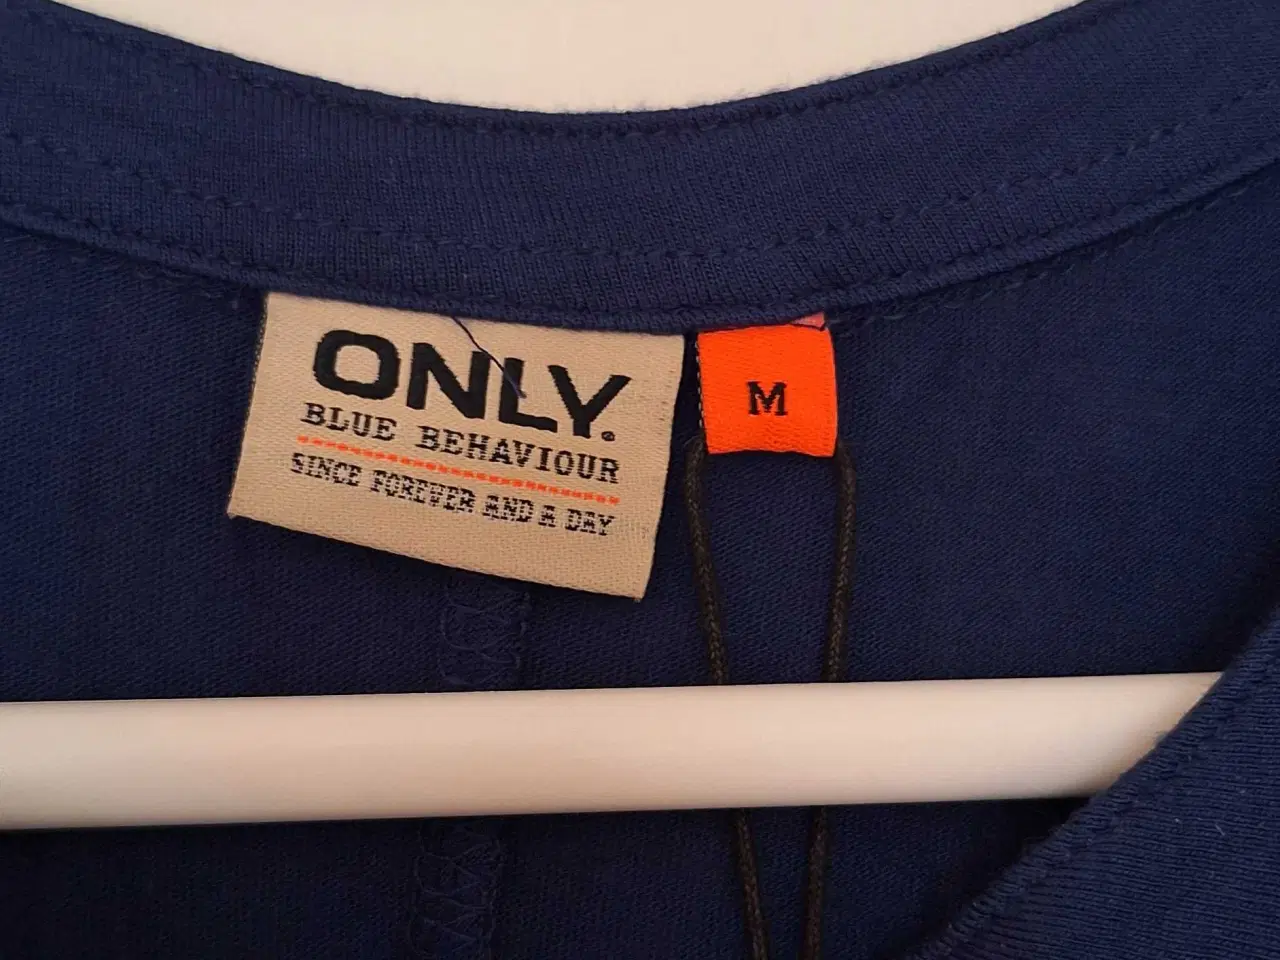 ONLY.
BLUE BEHAVIOUR
SINCE FOREVER AND A DAY
M